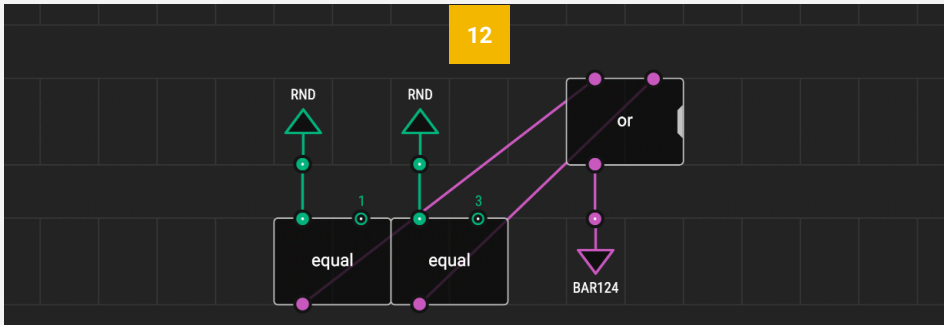 12
RND
RND
or
1
3
equal
equal
BAR124